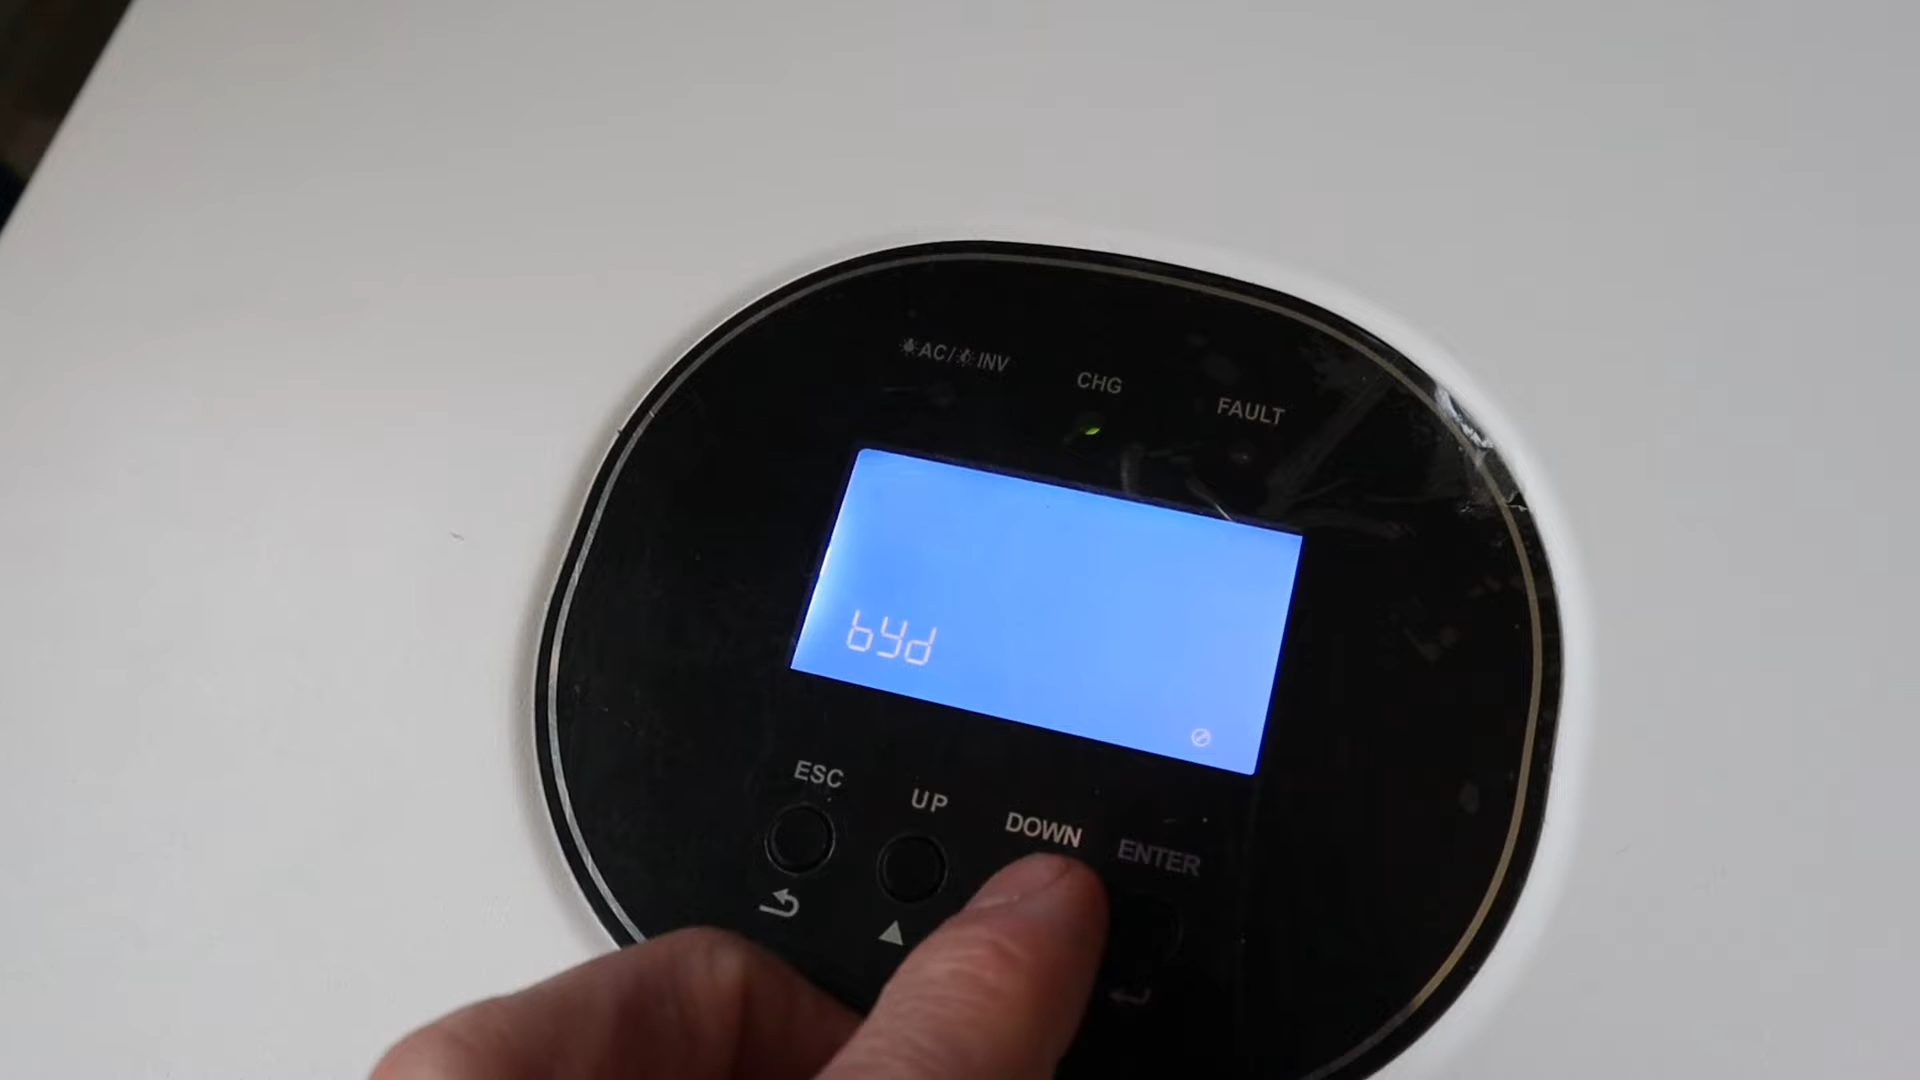 AC/ INV
CHG
FAULT
byd
ESC
UP
DOWN
ENTER